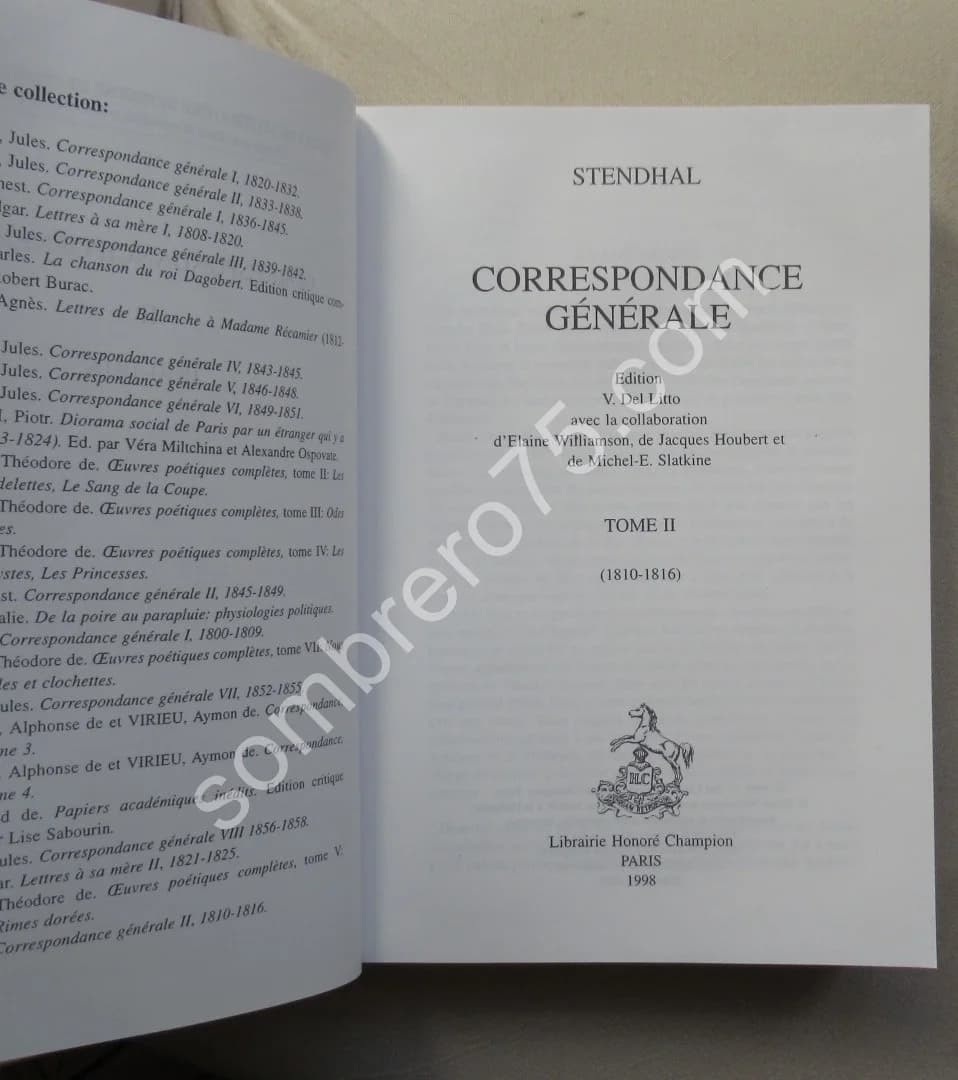 e collection:
, Jules. Correspondance générale I, 1820-1832.
, Jules. Correspondance générale II, 1833-1838.
nest. Correspondance générale I, 1836-1845.
lgar. Lettres à sa mère I, 1808-1820.
Jules. Correspondance générale III, 1839-1842.
arles. La chanson du roi Dagobert. Edition critique com-
obert Burac.
Agnès. Lettres de Ballanche à Madame Récamier (1812-
Jules. Correspondance générale IV, 1843-1845.
Jules. Correspondance générale V, 1846-1848.
Jules. Correspondance générale VI, 1849-1851.
I, Piotr. Diorama social de Paris par un étranger qui y a
3-1824). Ed. par Véra Miltchina et Alexandre Ospovate.
Théodore de. Œuvres poétiques complètes, tome II: Les
delettes, Le Sang de la Coupe.
Théodore de. Œuvres poétiques complètes, tome III: Odes
es.
Théodore de. Œuvres poétiques complètes, tome IV: Les
ystes, Les Princesses.
st. Correspondance générale II, 1845-1849.
alie. De la poire au parapluie: physiologies politiques.
Correspondance générale I, 1800-1809.
Théodore de. Œuvres poétiques complètes, tome VII:
les et clochettes.
ules. Correspondance générale VII, 1852-1855.
, Alphonse de et VIRIEU, Aymon de. Correspondance,
me 3.
, Alphonse de et VIRIEU, Aymon de. Correspondance,
me 4.
d de. Papiers académiques inédits. Edition critique
r Lise Sabourin.
ules. Correspondance générale VIII 1856-1858.
ar. Lettres à sa mère II, 1821-1825.
Théodore de. Œuvres poétiques complètes, tome V:
Rimes dorées.
Correspondance générale II, 1810-1816.
STENDHAL
CORRESPONDANCE
GÉNÉRALE
Edition
V. Del Litto
avec la collaboration
d'Elaine Williamson, de Jacques Houbert et
de Michel-E. Slatkine
TOME II
(1810-1816)
HLC
Librairie Honoré Champion
PARIS
1998
sombrero75.com